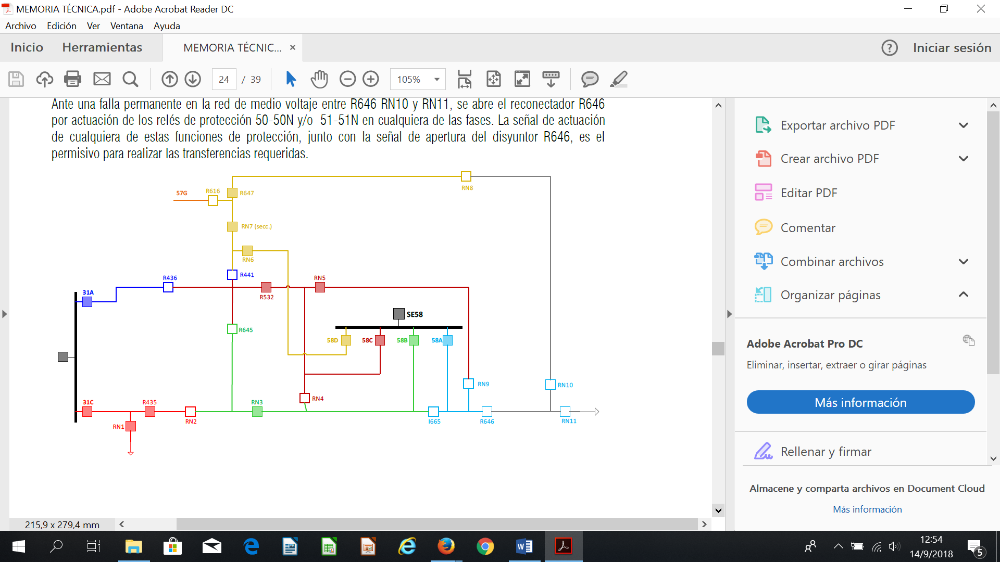 MEMORIA TÉCNICA.pdf - Adobe Acrobat Reader DC
Archivo Edición Ver Ventana Ayuda
Inicio Herramientas MEMORIA TÉCNIC... × ? Iniciar sesión
24 / 39 105%
Ante una falla permanente en la red de medio voltaje entre R646 RN10 y RN11, se abre el reconectador R646
por actuación de los relés de protección 50-50N y/o 51-51N en cualquiera de las fases. La señal de actuación
de cualquiera de estas funciones de protección, junto con la señal de apertura del disyuntor R646, es el
permisivo para realizar las transferencias requeridas.
RN8
57G R616 R647
RN7 (secc.)
RN6
R441
R436 RN5
31A R532
SE58
R645
58D 58C 58B 58A
RN9 RN10
RN4
31C R435 RN3
RN1 RN2 I665 R646 RN11
Exportar archivo PDF
Crear archivo PDF
Editar PDF
Comentar
Combinar archivos
Organizar páginas
Adobe Acrobat Pro DC
Eliminar, insertar, extraer o girar páginas
Más información
Rellenar y firmar
Almacene y comparta archivos en Document Cloud
Más información
215,9 x 279,4 mm
12:54
14/9/2018
5